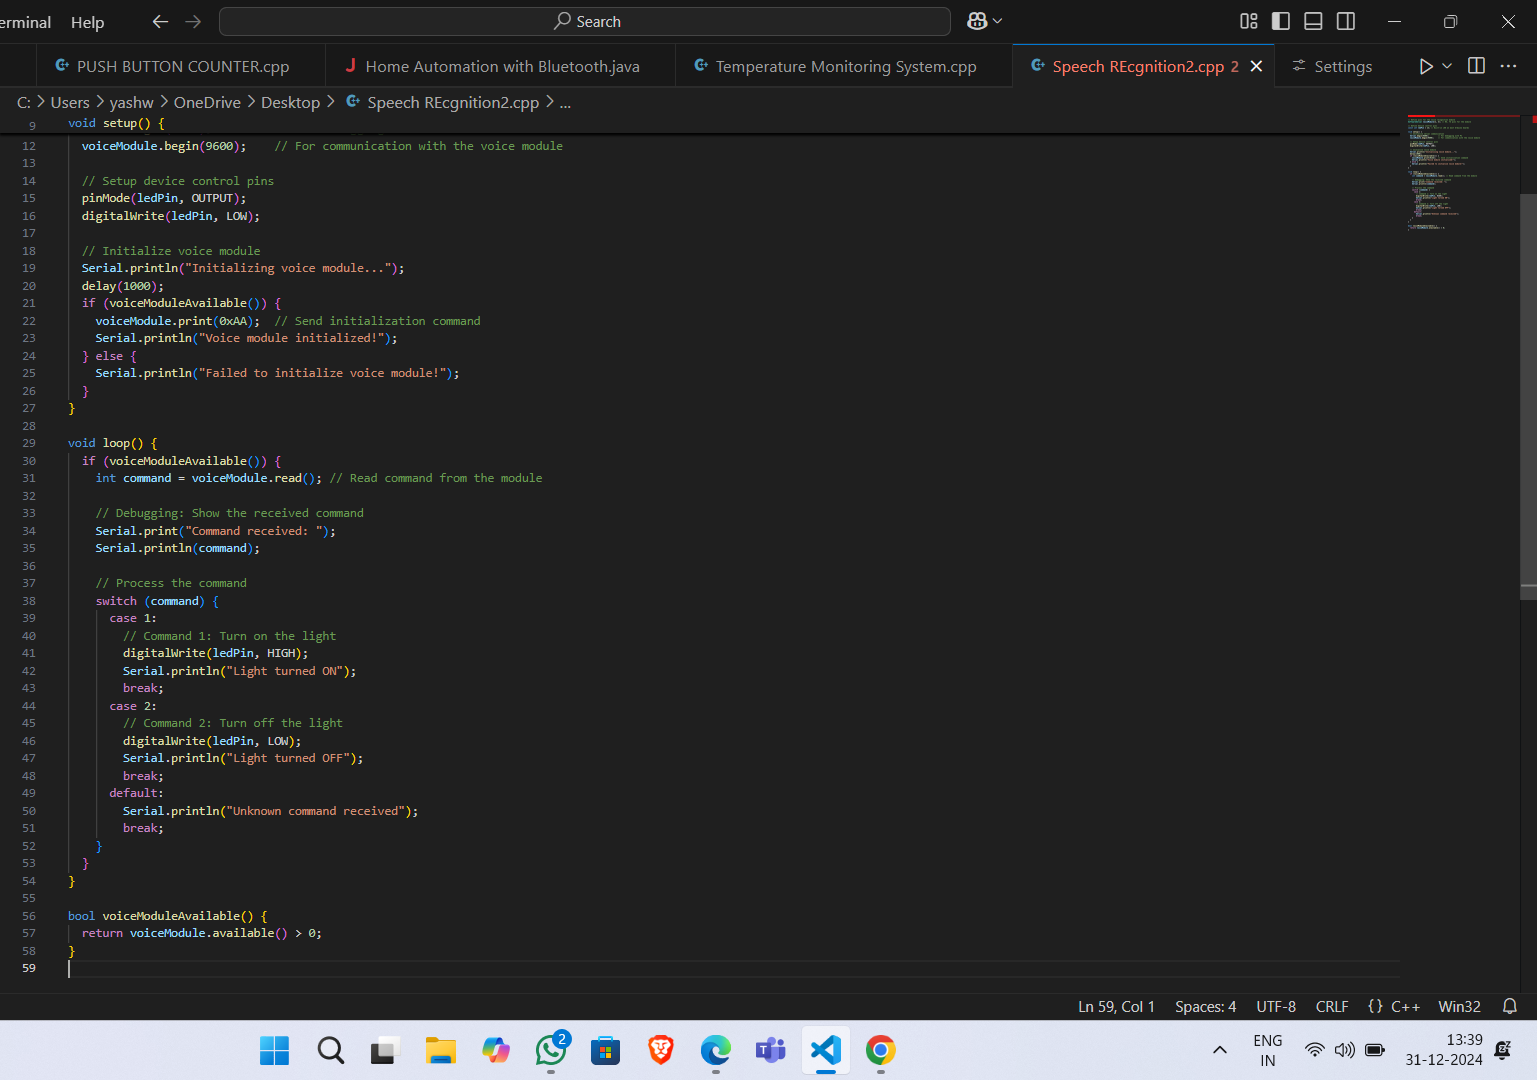 erminal Help Search
PUSH BUTTON COUNTER.cpp J Home Automation with Bluetooth.java Temperature Monitoring System.cpp Speech REcgnition2.cpp 2 Settings
C: > Users > yashw > OneDrive > Desktop > Speech REcgnition2.cpp > ...
9 void setup() {
12 voiceModule.begin(9600); // For communication with the voice module
13
14 // Setup device control pins
15 pinMode(ledPin, OUTPUT);
16 digitalWrite(ledPin, LOW);
17
18 // Initialize voice module
19 Serial.println("Initializing voice module...");
20 delay(1000);
21 if (voiceModuleAvailable()) {
22 voiceModule.print(0xAA); // Send initialization command
23 Serial.println("Voice module initialized!");
24 } else {
25 Serial.println("Failed to initialize voice module!");
26 }
27 }
28
29 void loop() {
30 if (voiceModuleAvailable()) {
31 int command = voiceModule.read(); // Read command from the module
32
33 // Debugging: Show the received command
34 Serial.print("Command received: ");
35 Serial.println(command);
36
37 // Process the command
38 switch (command) {
39 case 1:
40 // Command 1: Turn on the light
41 digitalWrite(ledPin, HIGH);
42 Serial.println("Light turned ON");
43 break;
44 case 2:
45 // Command 2: Turn off the light
46 digitalWrite(ledPin, LOW);
47 Serial.println("Light turned OFF");
48 break;
49 default:
50 Serial.println("Unknown command received");
51 break;
52 }
53 }
54 }
55
56 bool voiceModuleAvailable() {
57 return voiceModule.available() > 0;
58 }
59
Ln 59, Col 1 Spaces: 4 UTF-8 CRLF {} C++ Win32
2
ENG 13:39
IN 31-12-2024